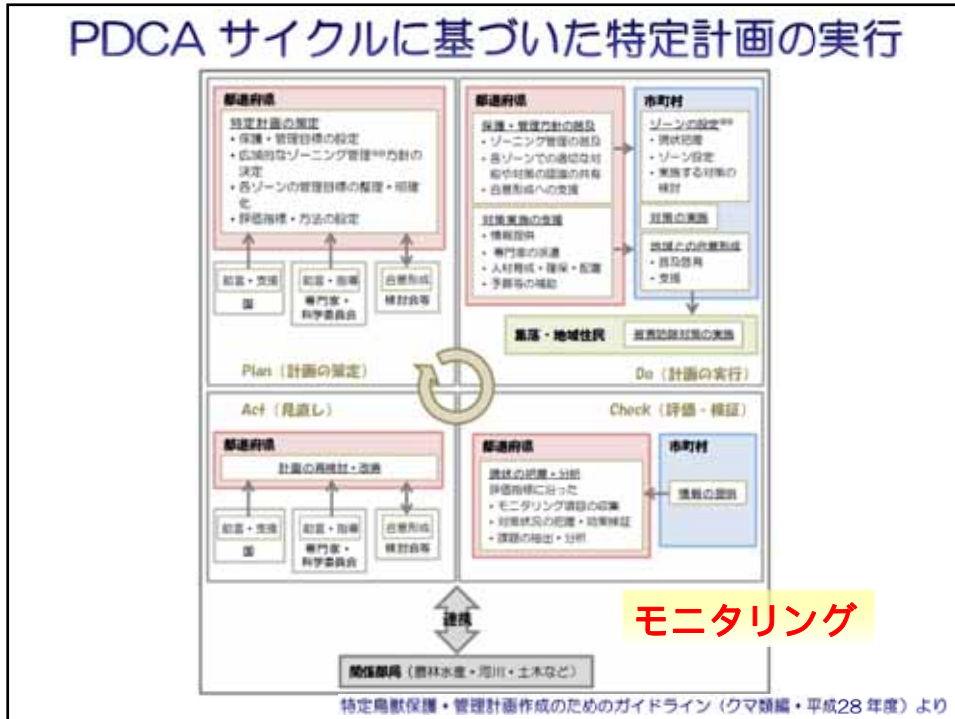 PDCA サイクルに基づいた特定計画の実行
都道府県
特定計画の策定
・保護・管理目標の設定
・広域的なゾーニング管理※※方針の
決定
・各ゾーンの管理目標の整理・明確
化
・評価指標・方法の設定
助言・支援
国
助言・指導
専門家・
科学委員会
合意形成
検討会等
Plan（計画の策定）
都道府県
保護・管理方針の普及
・ゾーニング管理の普及
・各ゾーンでの適切な対
応や対策の認識の共有
・合意形成への支援
対策実施の支援
・情報提供
・専門家の派遣
・人材育成・確保・配置
・予算等の補助
市町村
ゾーンの設定※※
・現状把握
・ゾーン設定
・実施する対策の
検討
対策の実施
地域との合意形成
・普及啓発
・支援
集落・地域住民
被害防除対策の実施
Do（計画の実行）
Act（見直し）
都道府県
計画の再検討・改善
助言・支援
国
助言・指導
専門家・
科学委員会
合意形成
検討会等
Check（評価・検証）
都道府県
現状の把握・分析
評価指標に沿った
・モニタリング項目の収集
・対策状況の把握・効果検証
・課題の抽出・分析
市町村
情報の提供
連携
モニタリング
関係部局（農林水産・河川・土木など）
特定鳥獣保護・管理計画作成のためのガイドライン（クマ類編・平成28 年度）より